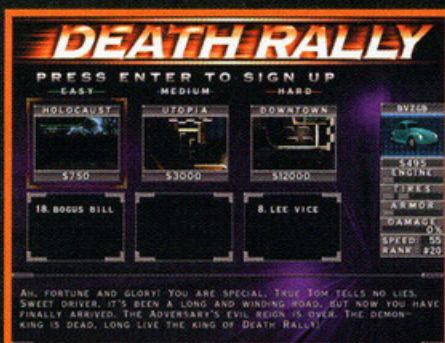 DEATH RALLY
PRESS ENTER TO SIGN UP
EASY MEDIUM HARD
HOLOCAUST UTOPIA DOWNTOWN BVZGB
$750 $3000 $12000 $495
ENGINE
TIRES
ARMOR
DAMAGE
0%
SPEED: 55
RANK: #20
18. BOGUS BILL 8. LEE VICE
AH, FORTUNE AND GLORY! YOU ARE SPECIAL, TRUE TOM TELLS NO LIES.
SWEET DRIVER, IT'S BEEN A LONG AND WINDING ROAD, BUT NOW YOU HAVE
FINALLY ARRIVED. THE ADVERSARY'S EVIL REIGN IS OVER. THE DEMON-
KING IS DEAD, LONG LIVE THE KING OF DEATH RALLY!